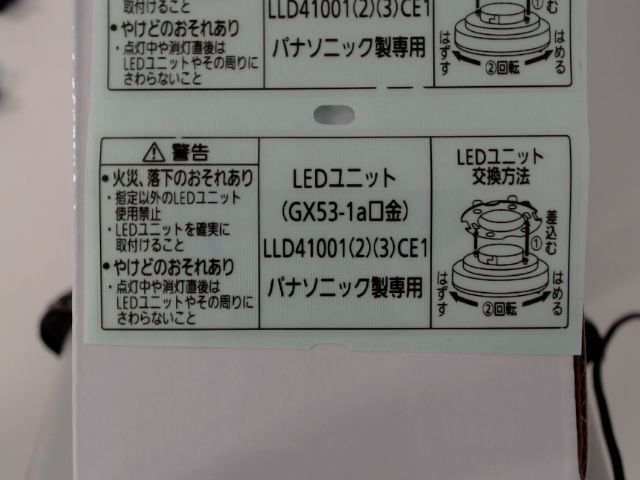 取付けること
●やけどのおそれあり
・点灯中や消灯直後は
LEDユニットやその周りに
さわらないこと
LLD41001(2)(3)CE1
パナソニック製専用
①
む
はずす
②回転
はめる
⚠ 警告
●火災、落下のおそれあり
・指定以外のLEDユニット
使用禁止
・LEDユニットを確実に
取付けること
●やけどのおそれあり
・点灯中や消灯直後は
LEDユニットやその周りに
さわらないこと
LEDユニット
(GX53-1a口金)
LLD41001(2)(3)CE1
パナソニック製専用
LEDユニット
交換方法
差込む
①
はずす
②回転
はめる